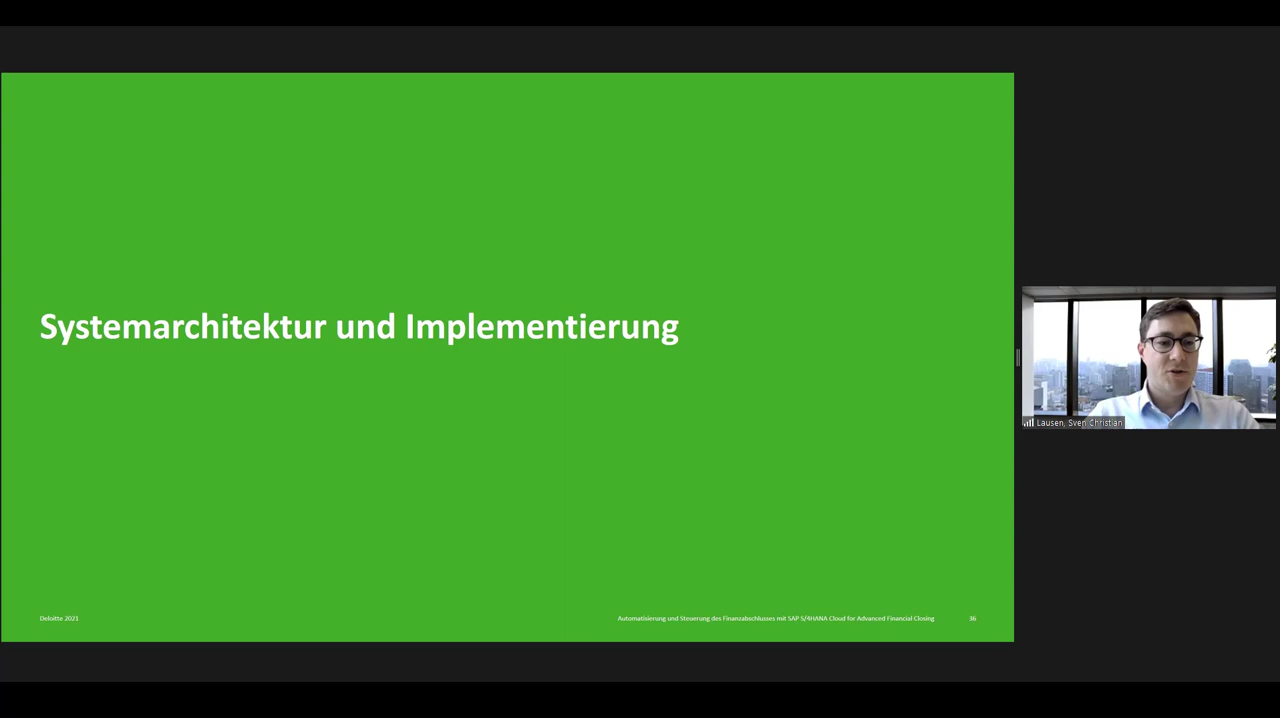 Systemarchitektur und Implementierung
Lausen, Sven Christian
Deloitte 2021
Automatisierung und Steuerung des Finanzabschlusses mit SAP S/4HANA Cloud for Advanced Financial Closing
36